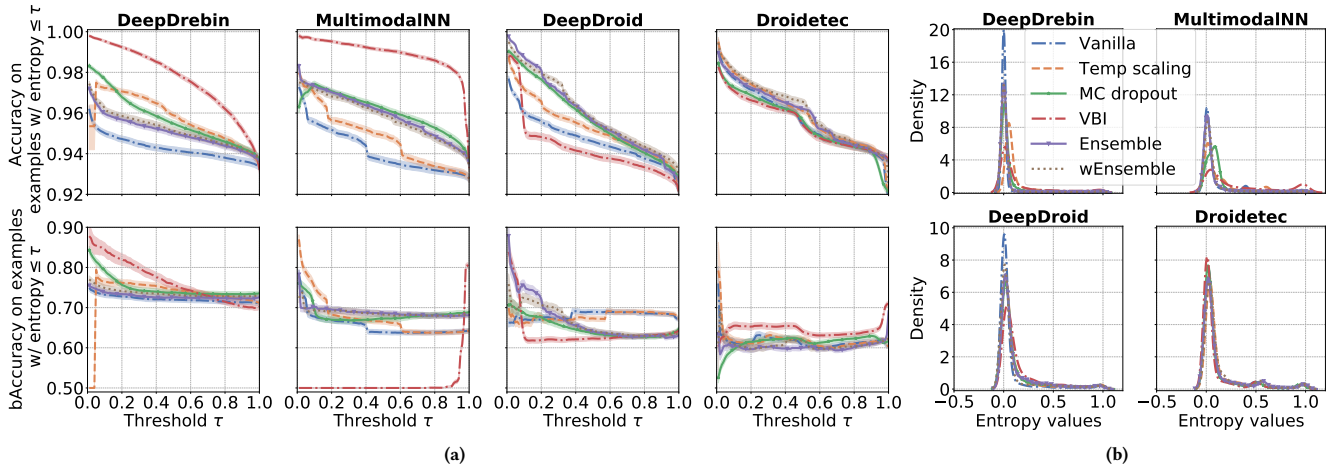 DeepDrebin MultimodalNN DeepDroid Droidetec DeepDrebin MultimodalNN
Accuracy on
examples w/ entropy ≤ τ
1.00
0.98
0.96
0.94
0.92
bAccuracy on examples
w/ entropy ≤ τ
0.90
0.80
0.70
0.60
0.50
0.0 0.2 0.4 0.6 0.8 1.0
0.0 0.2 0.4 0.6 0.8 1.0
0.0 0.2 0.4 0.6 0.8 1.0
0.0 0.2 0.4 0.6 0.8 1.0
Threshold τ Threshold τ Threshold τ Threshold τ
(a)
Density
20
16
12
8
4
0
Vanilla
Temp scaling
MC dropout
VBI
Ensemble
wEnsemble
DeepDroid Droidetec
Density
10
8
6
4
2
0
−0.5 0.0 0.5 1.0
−0.5 0.0 0.5 1.0
Entropy values Entropy values
(b)